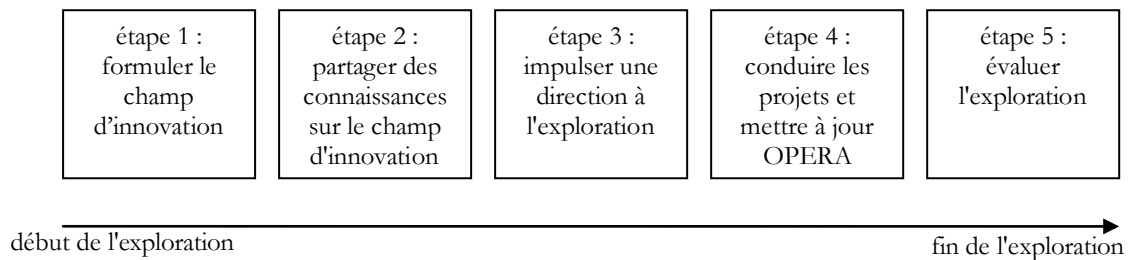 étape 1 :
formuler le
champ
d’innovation
étape 2 :
partager des
connaissances
sur le champ
d'innovation
étape 3 :
impulser une
direction à
l'exploration
étape 4 :
conduire les
projets et
mettre à jour
OPERA
étape 5 :
évaluer
l'exploration
début de l'exploration
fin de l'exploration